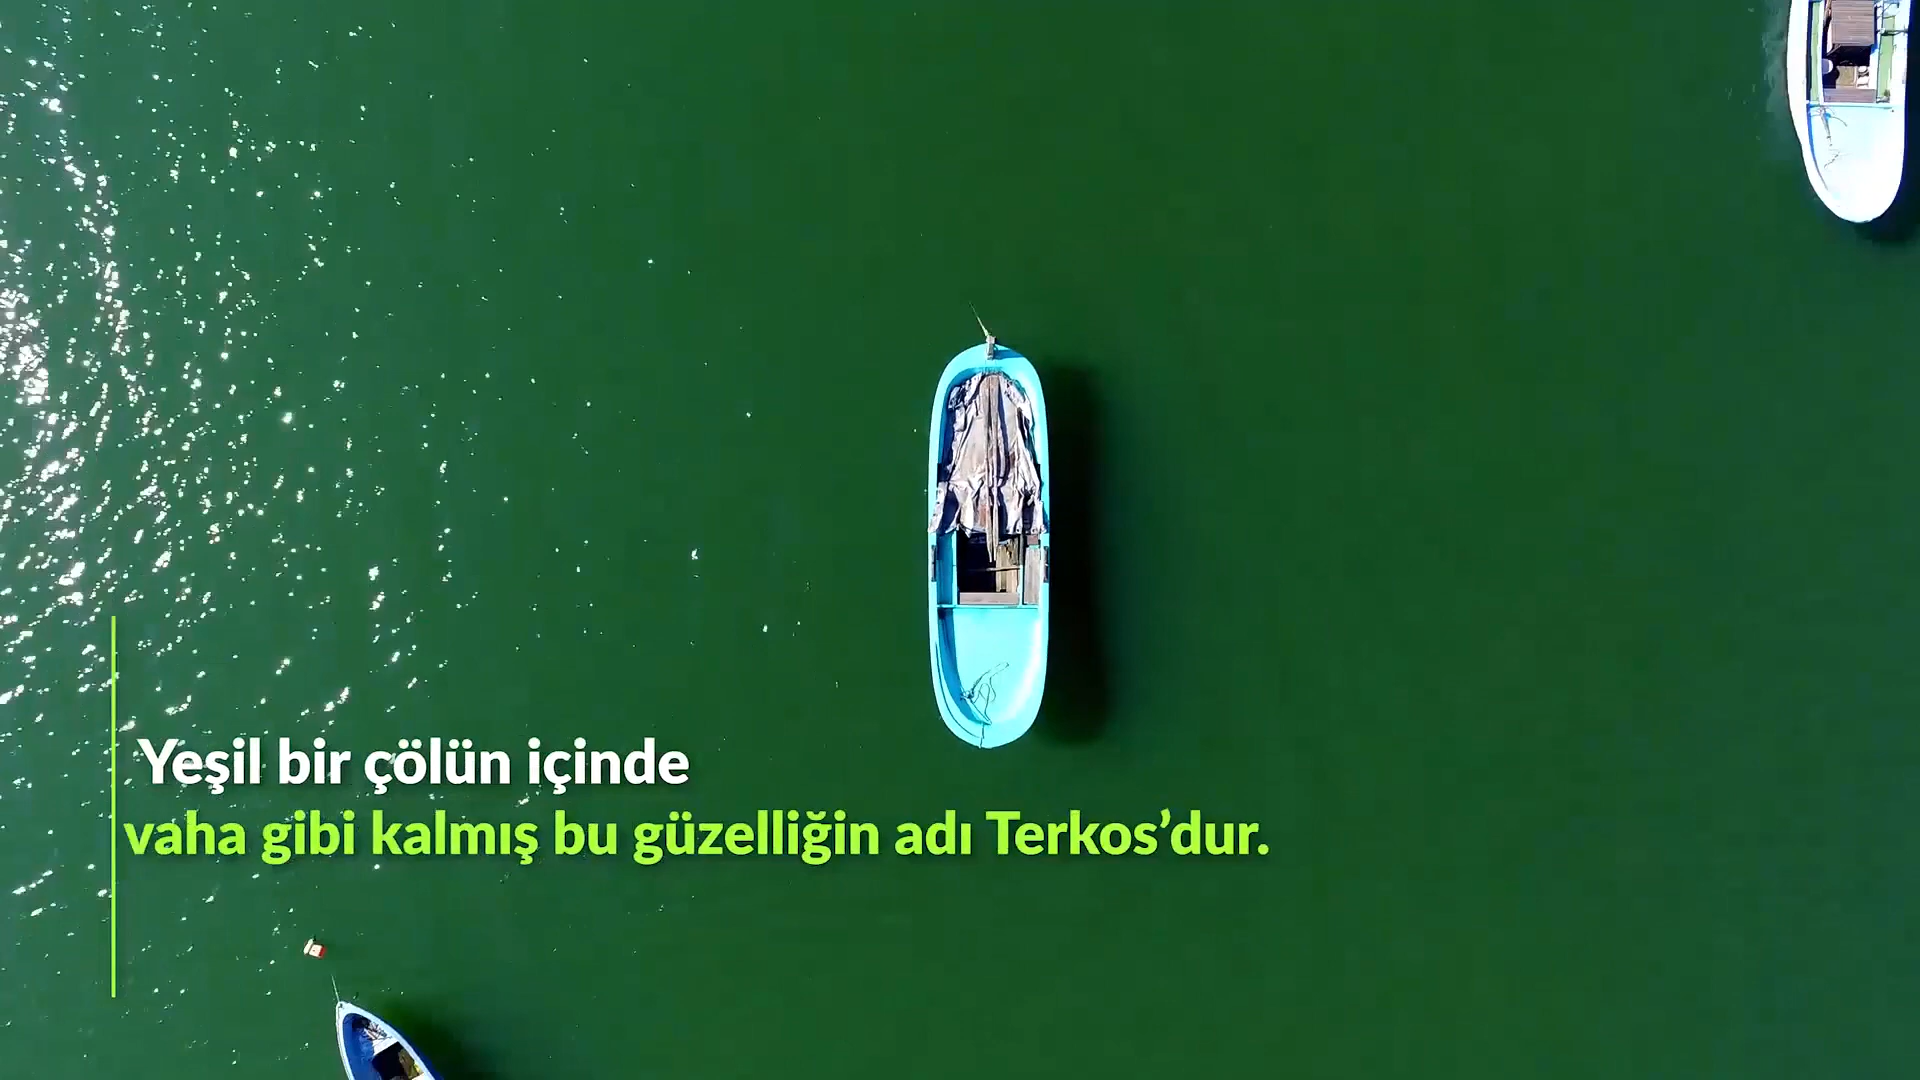 Yeşil bir çölün içinde
vaha gibi kalmış bu güzelliğin adı Terkos’dur.